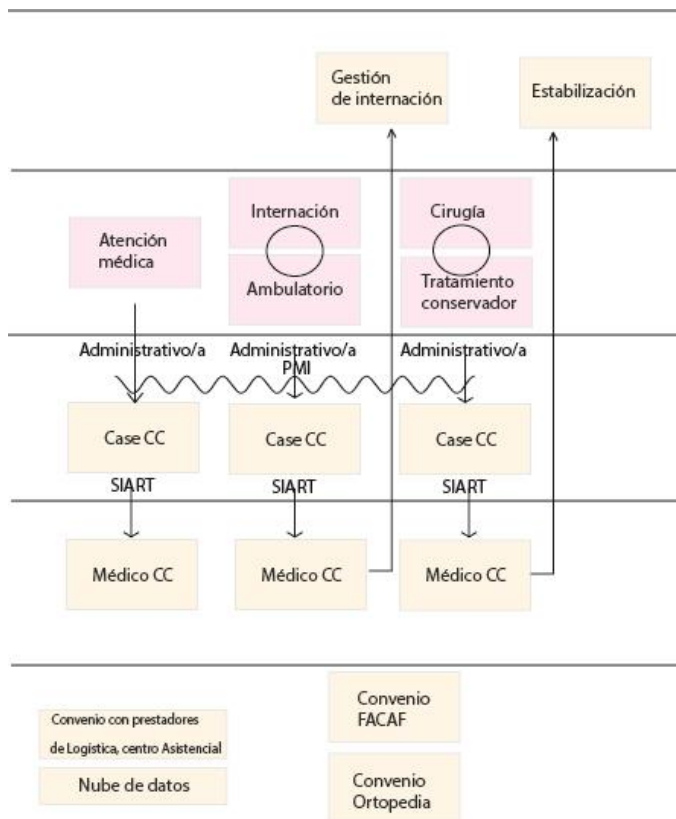 Gestión
de internación
Estabilización
Atención
médica
Internación
Ambulatorio
Cirugía
Tratamiento
conservador
Administrativo/a
Administrativo/a
Administrativo/a
PMI
Case CC
Case CC
Case CC
SIART
SIART
SIART
Médico CC
Médico CC
Médico CC
Convenio con prestadores
de Logística, centro Asistencial
Nube de datos
Convenio
FACAF
Convenio
Ortopedia